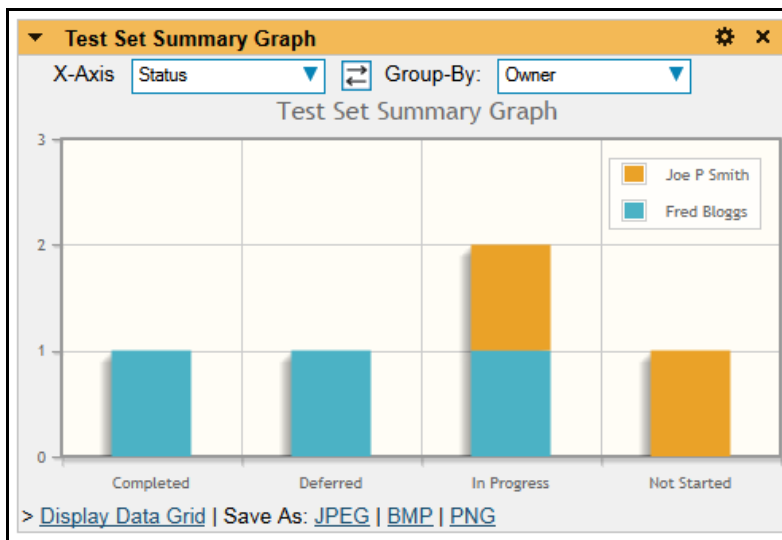 Test Set Summary Graph
X-Axis Status Group-By: Owner
Test Set Summary Graph
3
Joe P Smith
Fred Bloggs
2
1
0
Completed Deferred In Progress Not Started
> Display Data Grid | Save As: JPEG | BMP | PNG